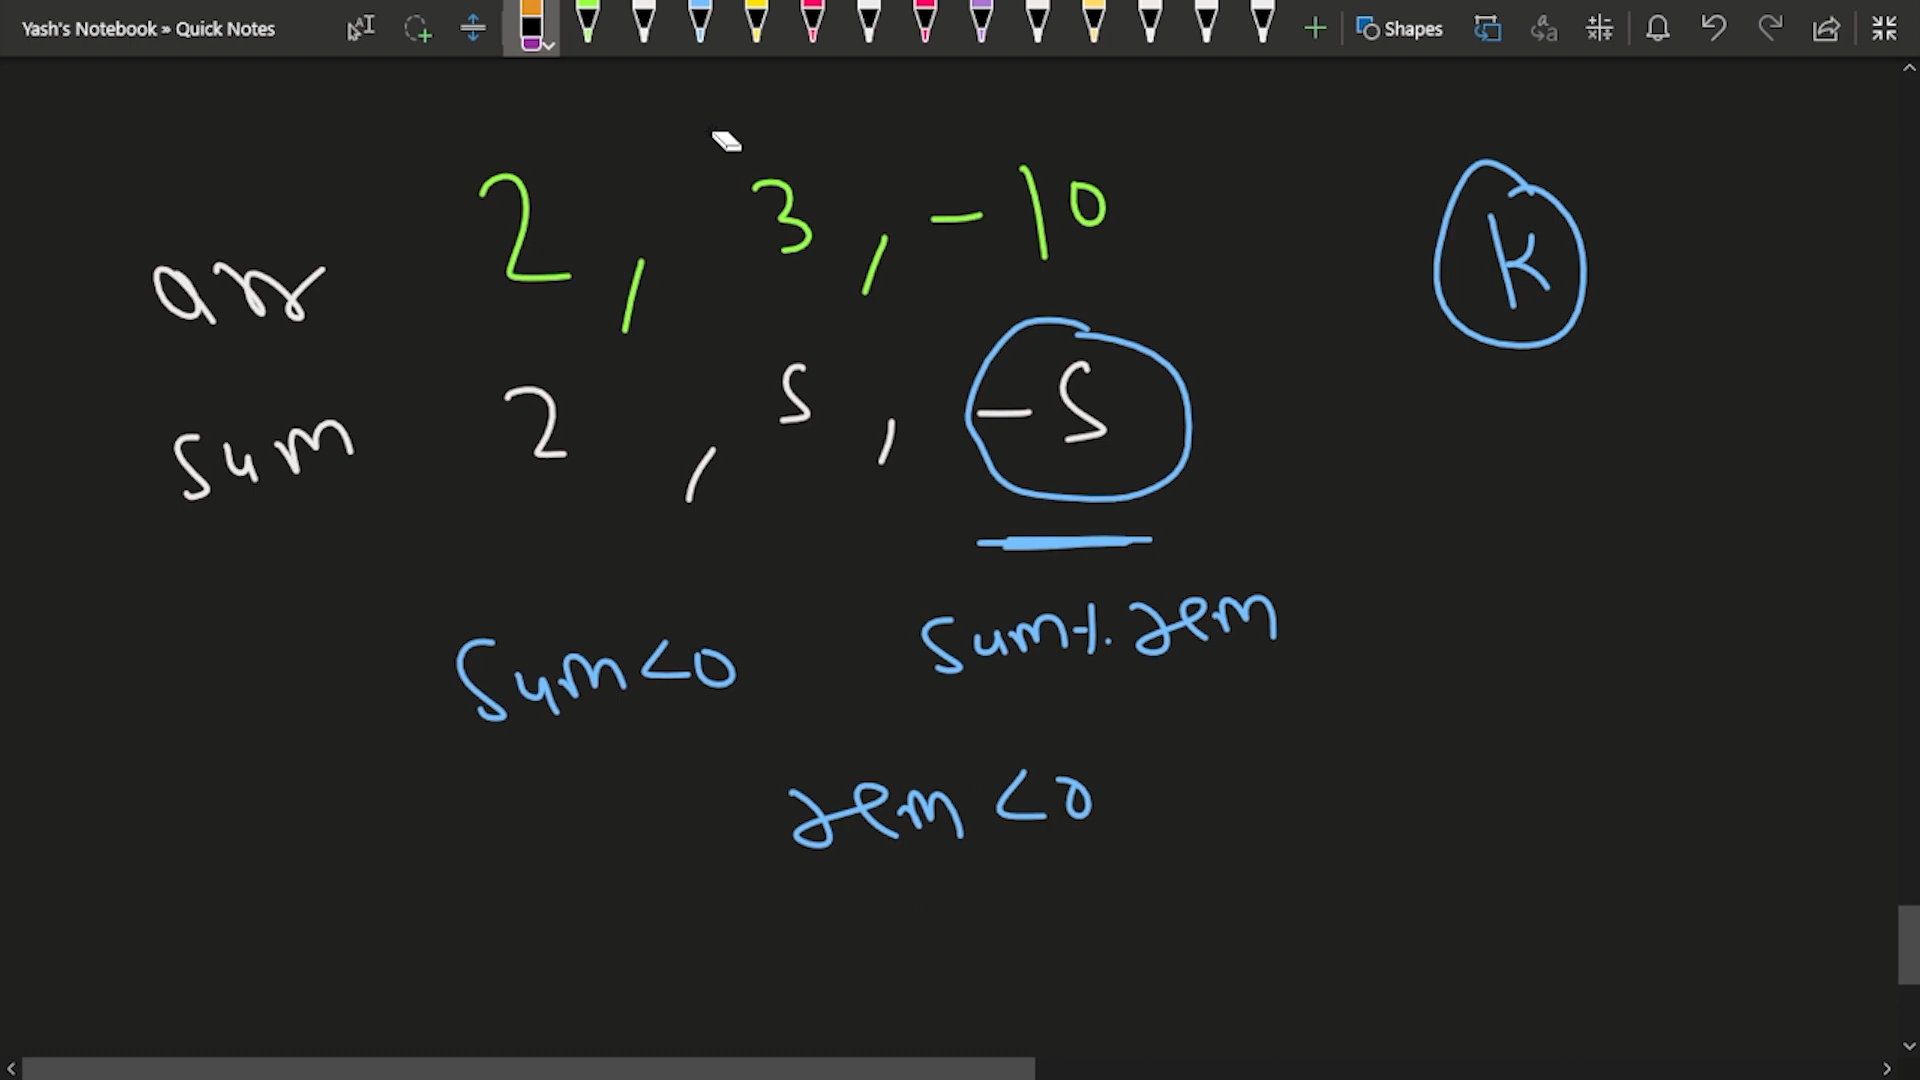 Yash's Notebook » Quick Notes
Shapes
2, 3, -10
arr
K
sum 2, 5, -5
sum<0
sum % rem
rem <0